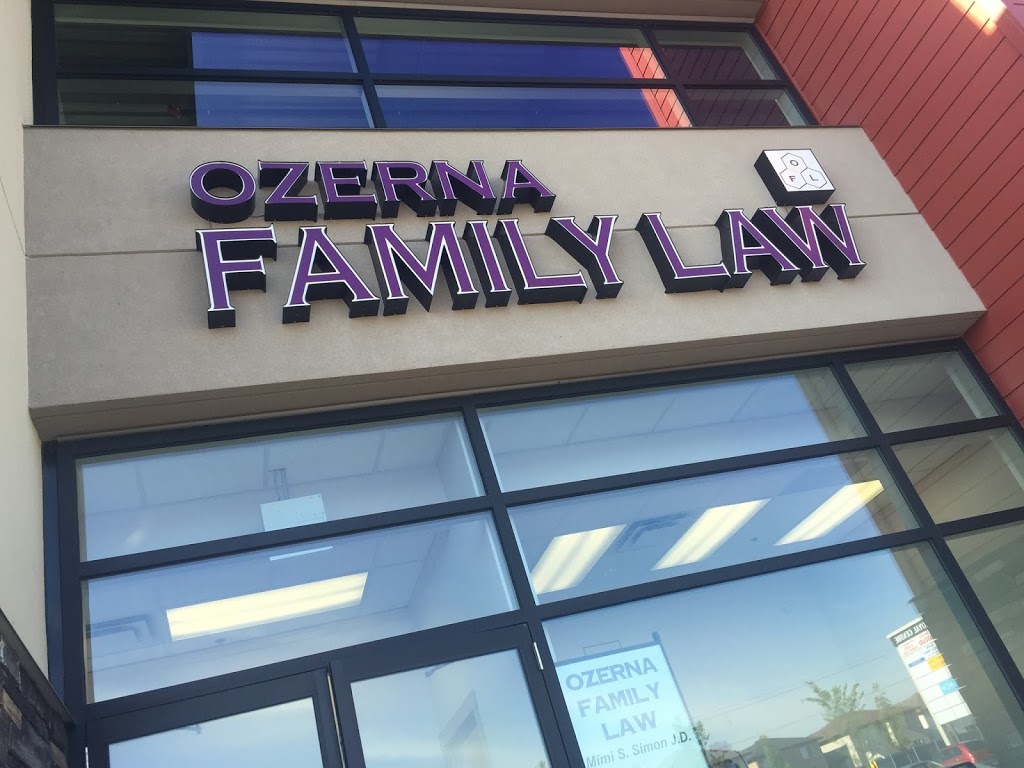 OZERNA
FAMILY LAW
O
F L
OZERNA
FAMILY
LAW
Mimi S. Simon J.D.